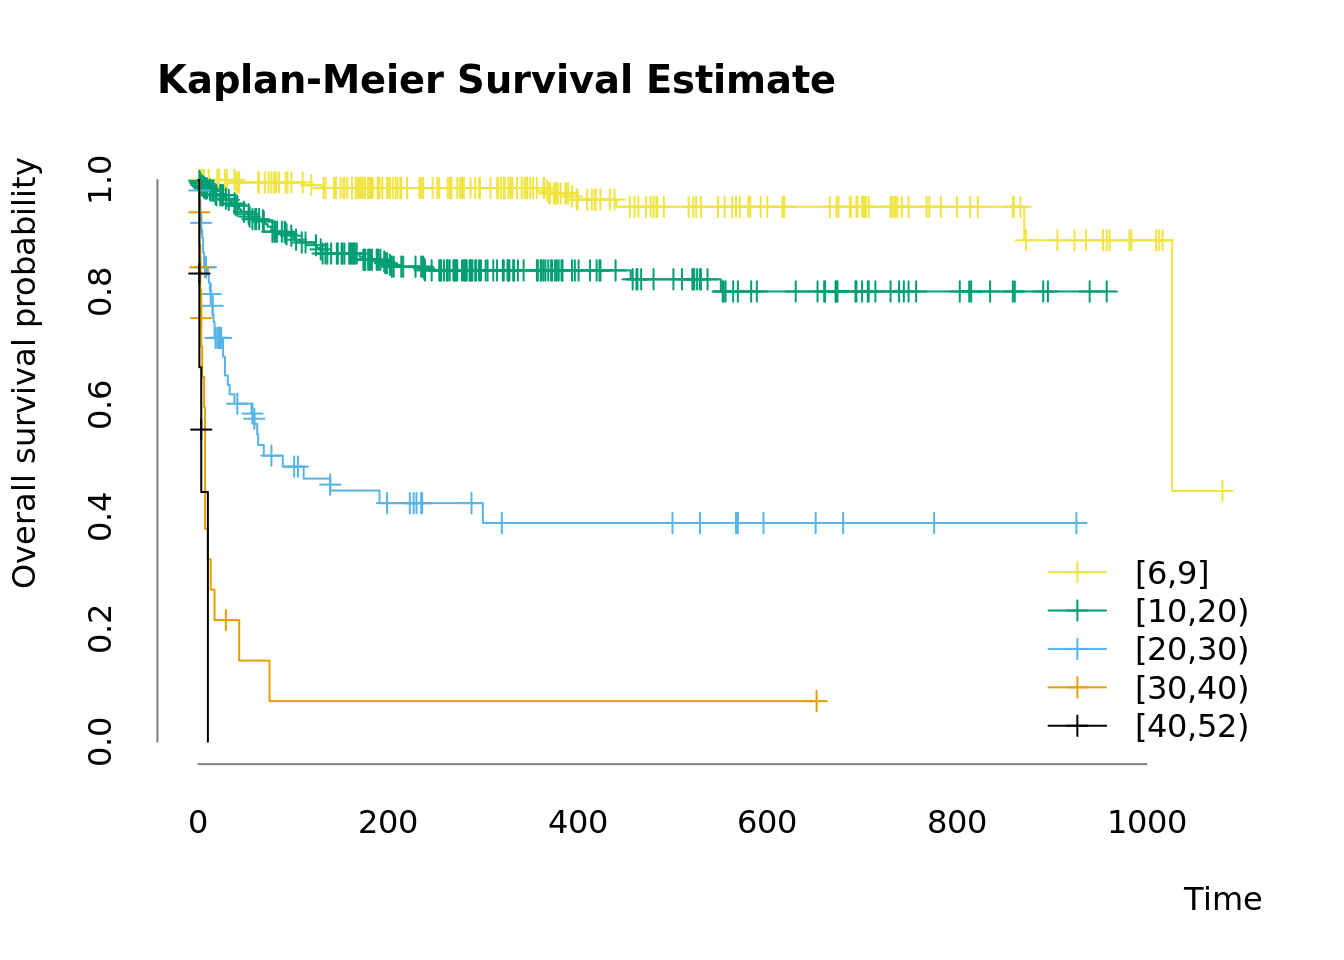 Kaplan-Meier Survival Estimate
Overall survival probability
1.0
0.8
0.6
0.4
0.2
0.0
[6,9]
[10,20)
[20,30)
[30,40)
[40,52)
0 200 400 600 800 1000
Time